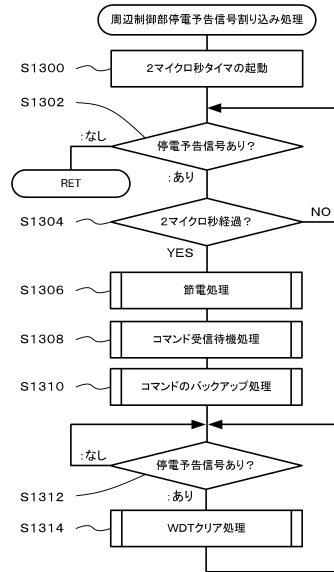 周辺制御部停電予告信号割り込み処理
S1300
2マイクロ秒タイマの起動
S1302
停電予告信号あり?
:なし
RET
:あり
S1304
2マイクロ秒経過?
NO
YES
S1306
節電処理
S1308
コマンド受信待機処理
S1310
コマンドのバックアップ処理
:なし
停電予告信号あり?
S1312
:あり
S1314
WDTクリア処理